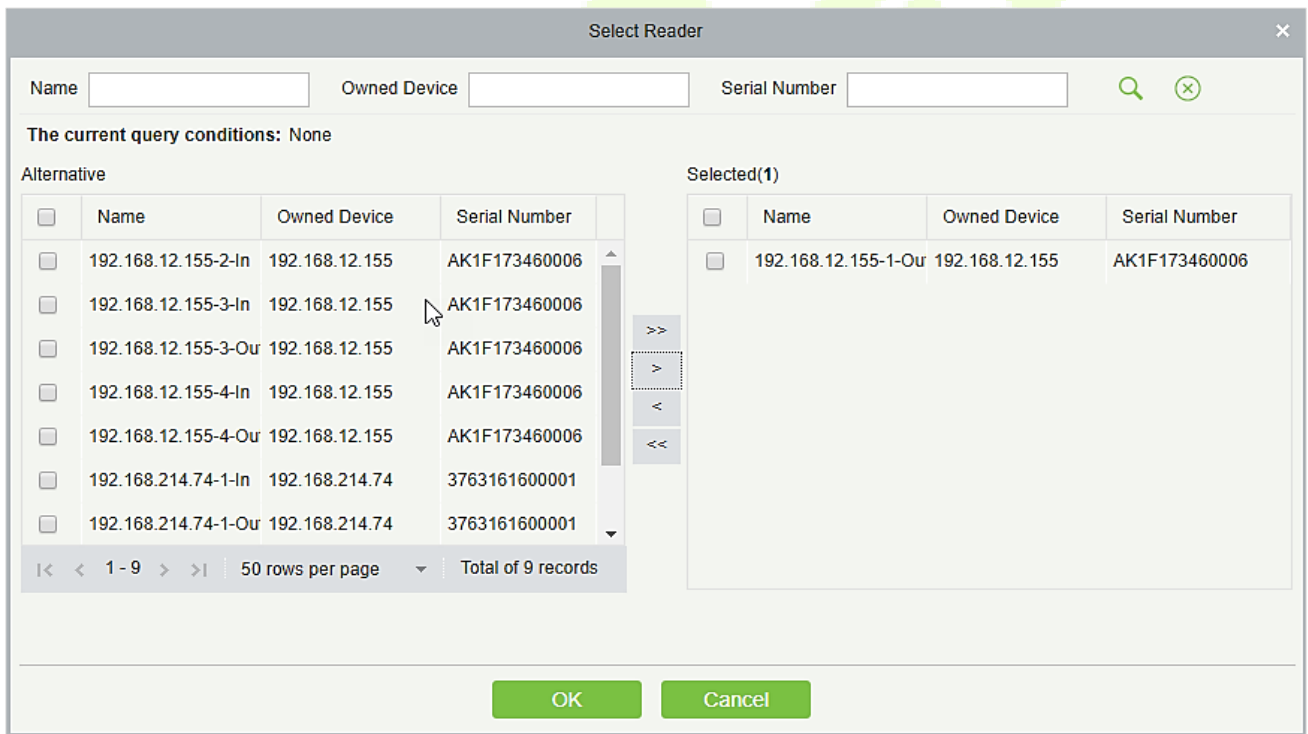 Select Reader ×
Name Owned Device Serial Number
The current query conditions: None
Alternative Selected(1)
Name Owned Device Serial Number Name Owned Device Serial Number
192.168.12.155-2-In 192.168.12.155 AK1F173460006 192.168.12.155-1-Ou 192.168.12.155 AK1F173460006
192.168.12.155-3-In 192.168.12.155 AK1F173460006
>>
192.168.12.155-3-Ou 192.168.12.155 AK1F173460006
>
192.168.12.155-4-In 192.168.12.155 AK1F173460006
<
192.168.12.155-4-Ou 192.168.12.155 AK1F173460006
<<
192.168.214.74-1-In 192.168.214.74 3763161600001
192.168.214.74-1-Ou 192.168.214.74 3763161600001
|< < 1 - 9 > >| 50 rows per page Total of 9 records
OK Cancel